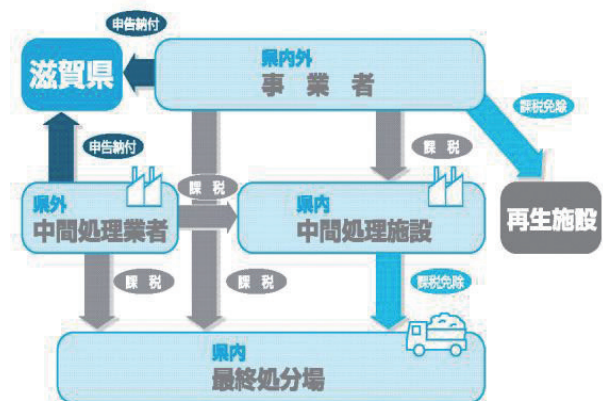 申告納付
県内外
事業者
滋賀県
課税免除
申告納付
課税
県外
中間処理業者
課税
県内
中間処理施設
再生施設
課税
課税
課税免除
県内
最終処分場